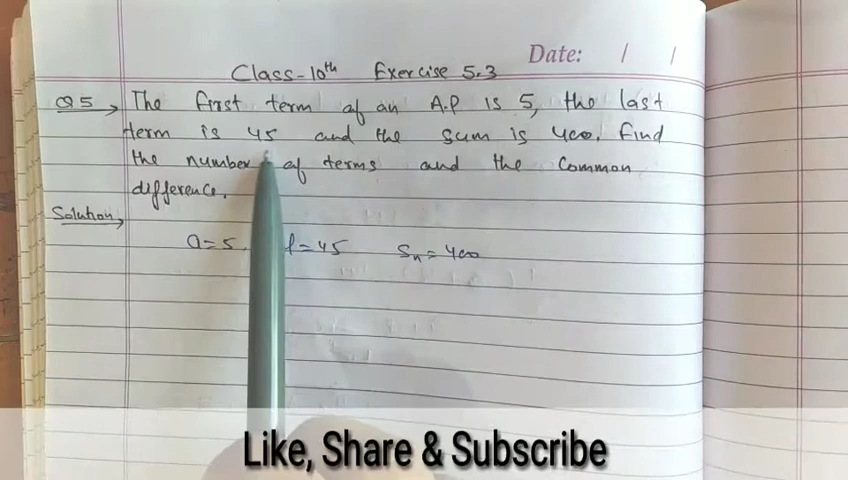 Date: / /
Class-10th Exercise 5.3
Q5 → The first term of an A.P is 5, the last
term is 45 and the sum is 400. Find
the number of terms and the common
difference.
Solution →
a=5, l=45 Sn=400
Like, Share & Subscribe